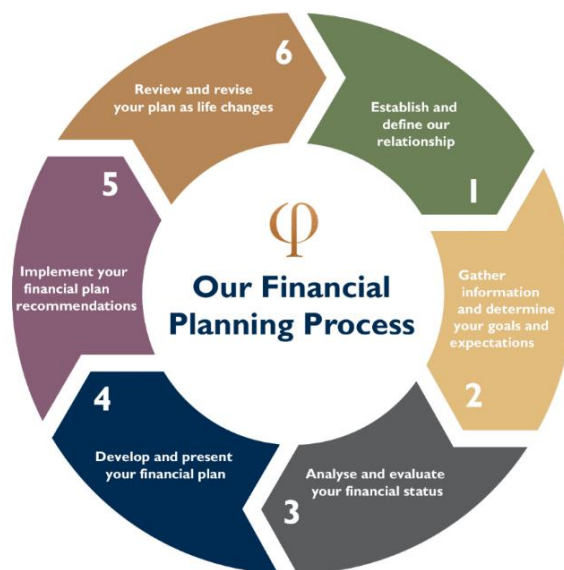 φ
Our Financial
Planning Process
Establish and
define our
relationship
1
Gather
information
and determine
your goals and
expectations
2
Analyse and evaluate
your financial status
3
Develop and present
your financial plan
4
Implement your
financial plan
recommendations
5
Review and revise
your plan as life changes
6